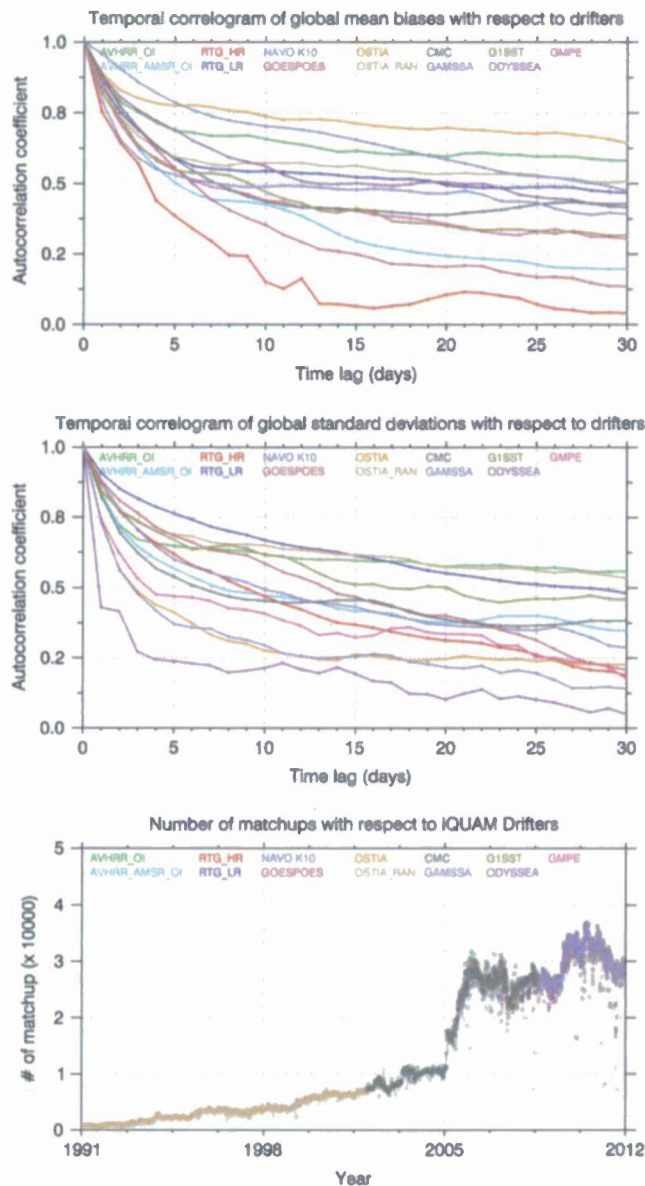 Temporal correlogram of global mean biases with respect to drifters
AVHRR_OI RTG_HR NAVO K10 OSTIA CMC G1SST GMPE
AVHRR_AMSR_OI RTG_LR GOESPOES OSTIA_RAN GAMSSA ODYSSEA
1.0
0.8
0.5
0.2
0.0
Autocorrelation coefficient
0 5 10 15 20 25 30
Time lag (days)
Temporal correlogram of global standard deviations with respect to drifters
AVHRR_OI RTG_HR NAVO K10 OSTIA CMC G1SST GMPE
AVHRR_AMSR_OI RTG_LR GOESPOES OSTIA_RAN GAMSSA ODYSSEA
1.0
0.8
0.5
0.2
0.0
Autocorrelation coefficient
0 5 10 15 20 25 30
Time lag (days)
Number of matchups with respect to iQUAM Drifters
AVHRR_OI RTG_HR NAVO K10 OSTIA CMC G1SST GMPE
AVHRR_AMSR_OI RTG_LR GOESPOES OSTIA_RAN GAMSSA ODYSSEA
5
4
3
2
1
0
# of matchup (x 10000)
1991 1998 2005 2012
Year